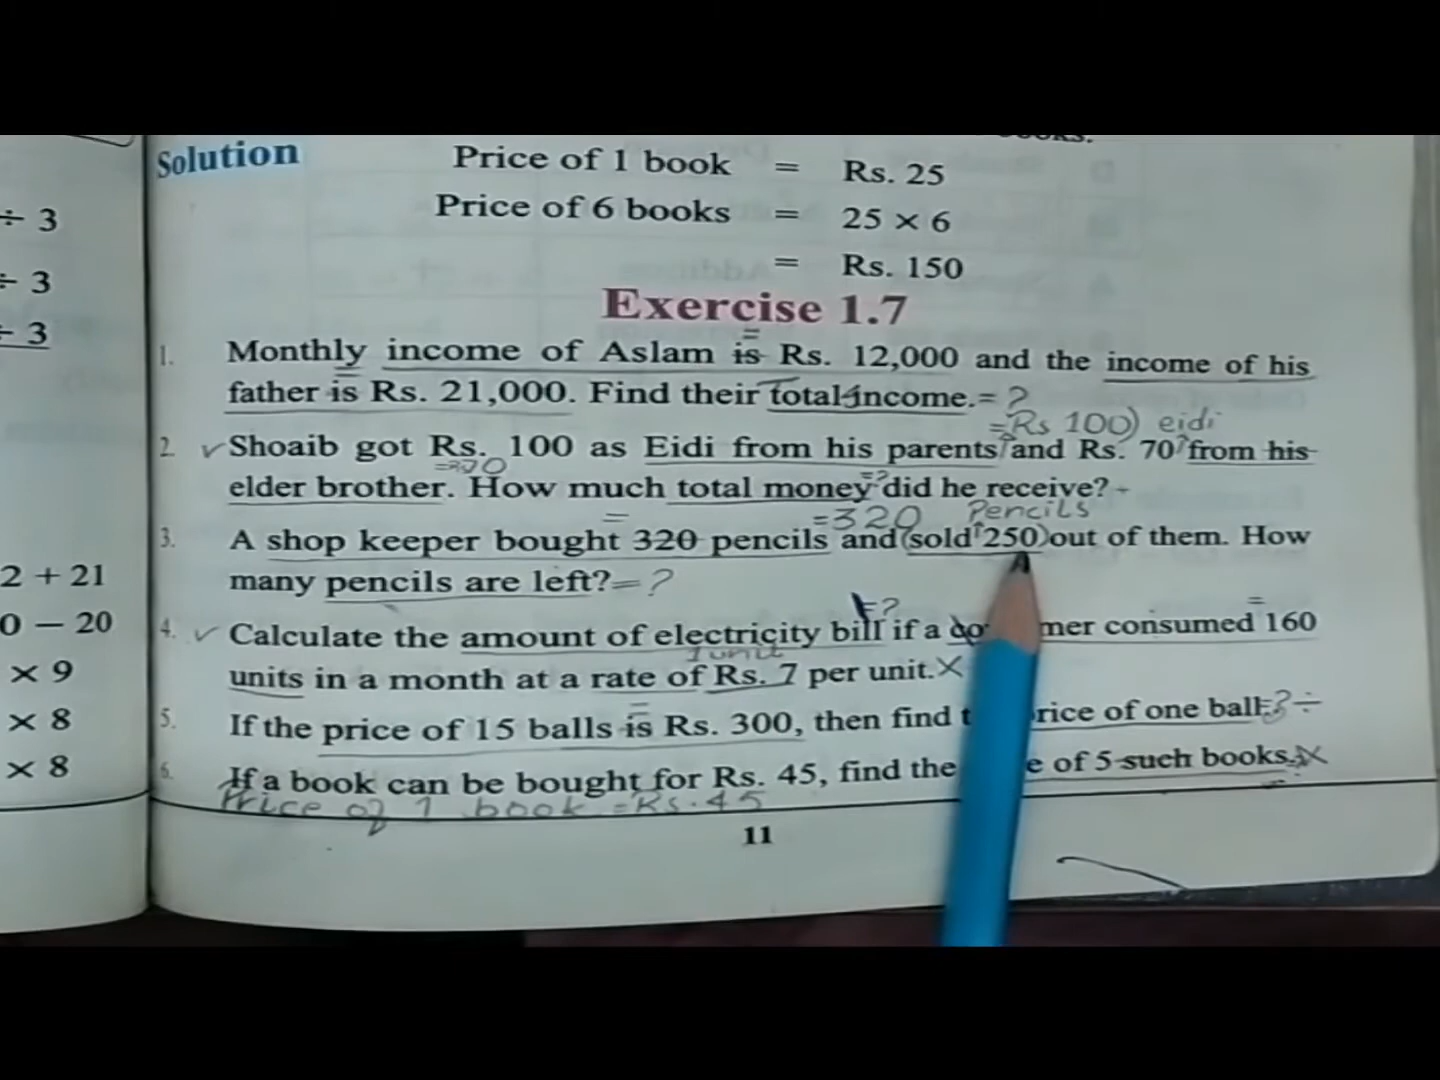 BOOKS.
Solution
Price of 1 book = Rs. 25
÷ 3
Price of 6 books = 25 × 6
= Rs. 150
÷ 3
Exercise 1.7
÷ 3
1. Monthly income of Aslam is Rs. 12,000 and the income of his
father is Rs. 21,000. Find their total income. = ?
= Rs 100) eidi
2. ✓ Shoaib got Rs. 100 as Eidi from his parents and Rs. 70 from his
elder brother. How much total money did he receive?
= 320 Pencils
3. A shop keeper bought 320 pencils and (sold 250) out of them. How
many pencils are left? = ?
2 + 21
= ?
0 — 20
4. ✓ Calculate the amount of electricity bill if a mer consumed 160
1 unit
× 9
units in a month at a rate of Rs. 7 per unit. ×
× 8
5. If the price of 15 balls is Rs. 300, then find rice of one ball. = ? ÷
× 8
6. If a book can be bought for Rs. 45, find the e of 5 such books. ×
Price of 1 book = Rs. 45
11